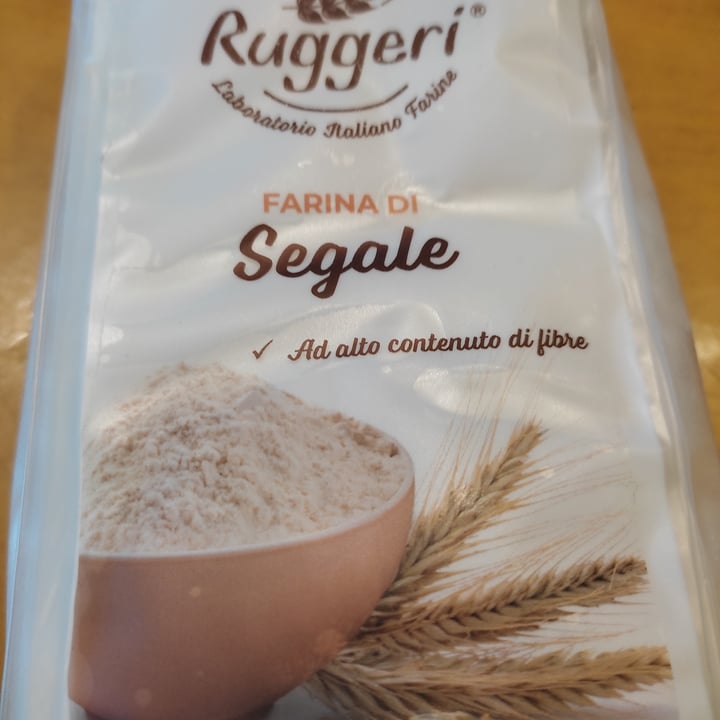 Ruggeri®
Laboratorio Italiano Farine
FARINA DI
Segale
✓ Ad alto contenuto di fibre